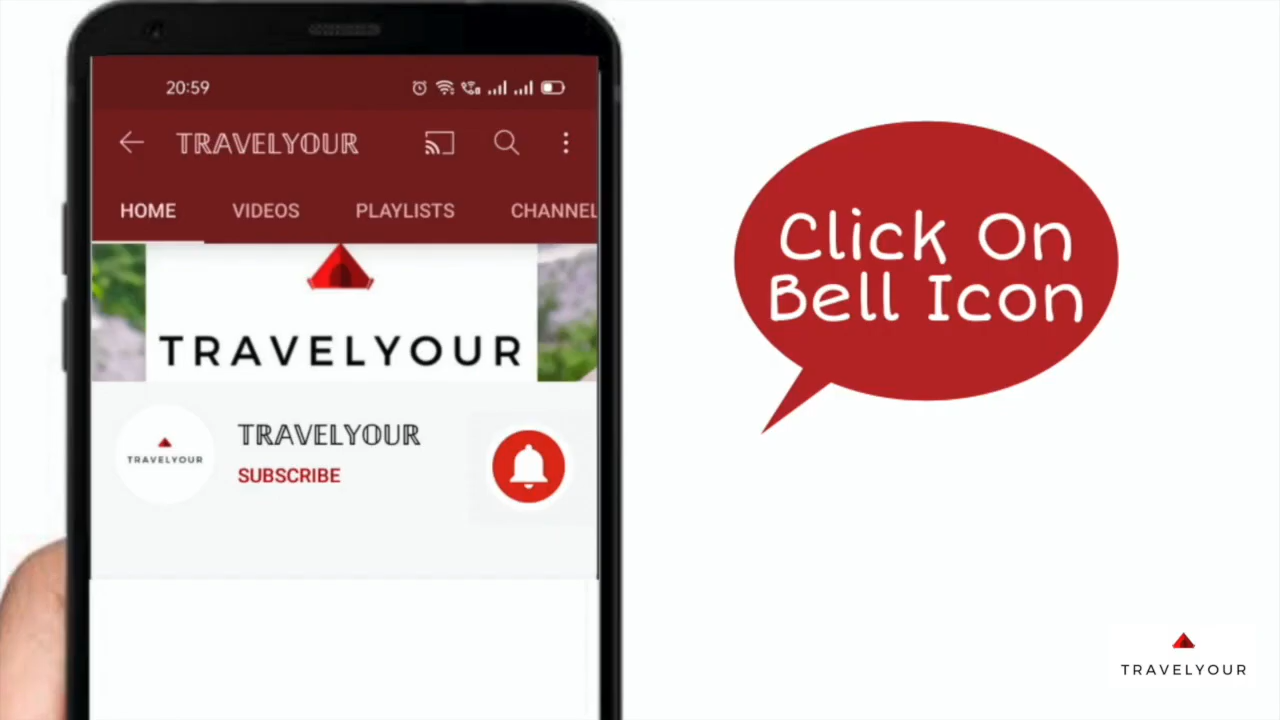 20:59
TRAVELYOUR
HOME VIDEOS PLAYLISTS CHANNEL
TRAVELYOUR
TRAVELYOUR
TRAVELYOUR
SUBSCRIBE
Click On
Bell Icon
TRAVELYOUR